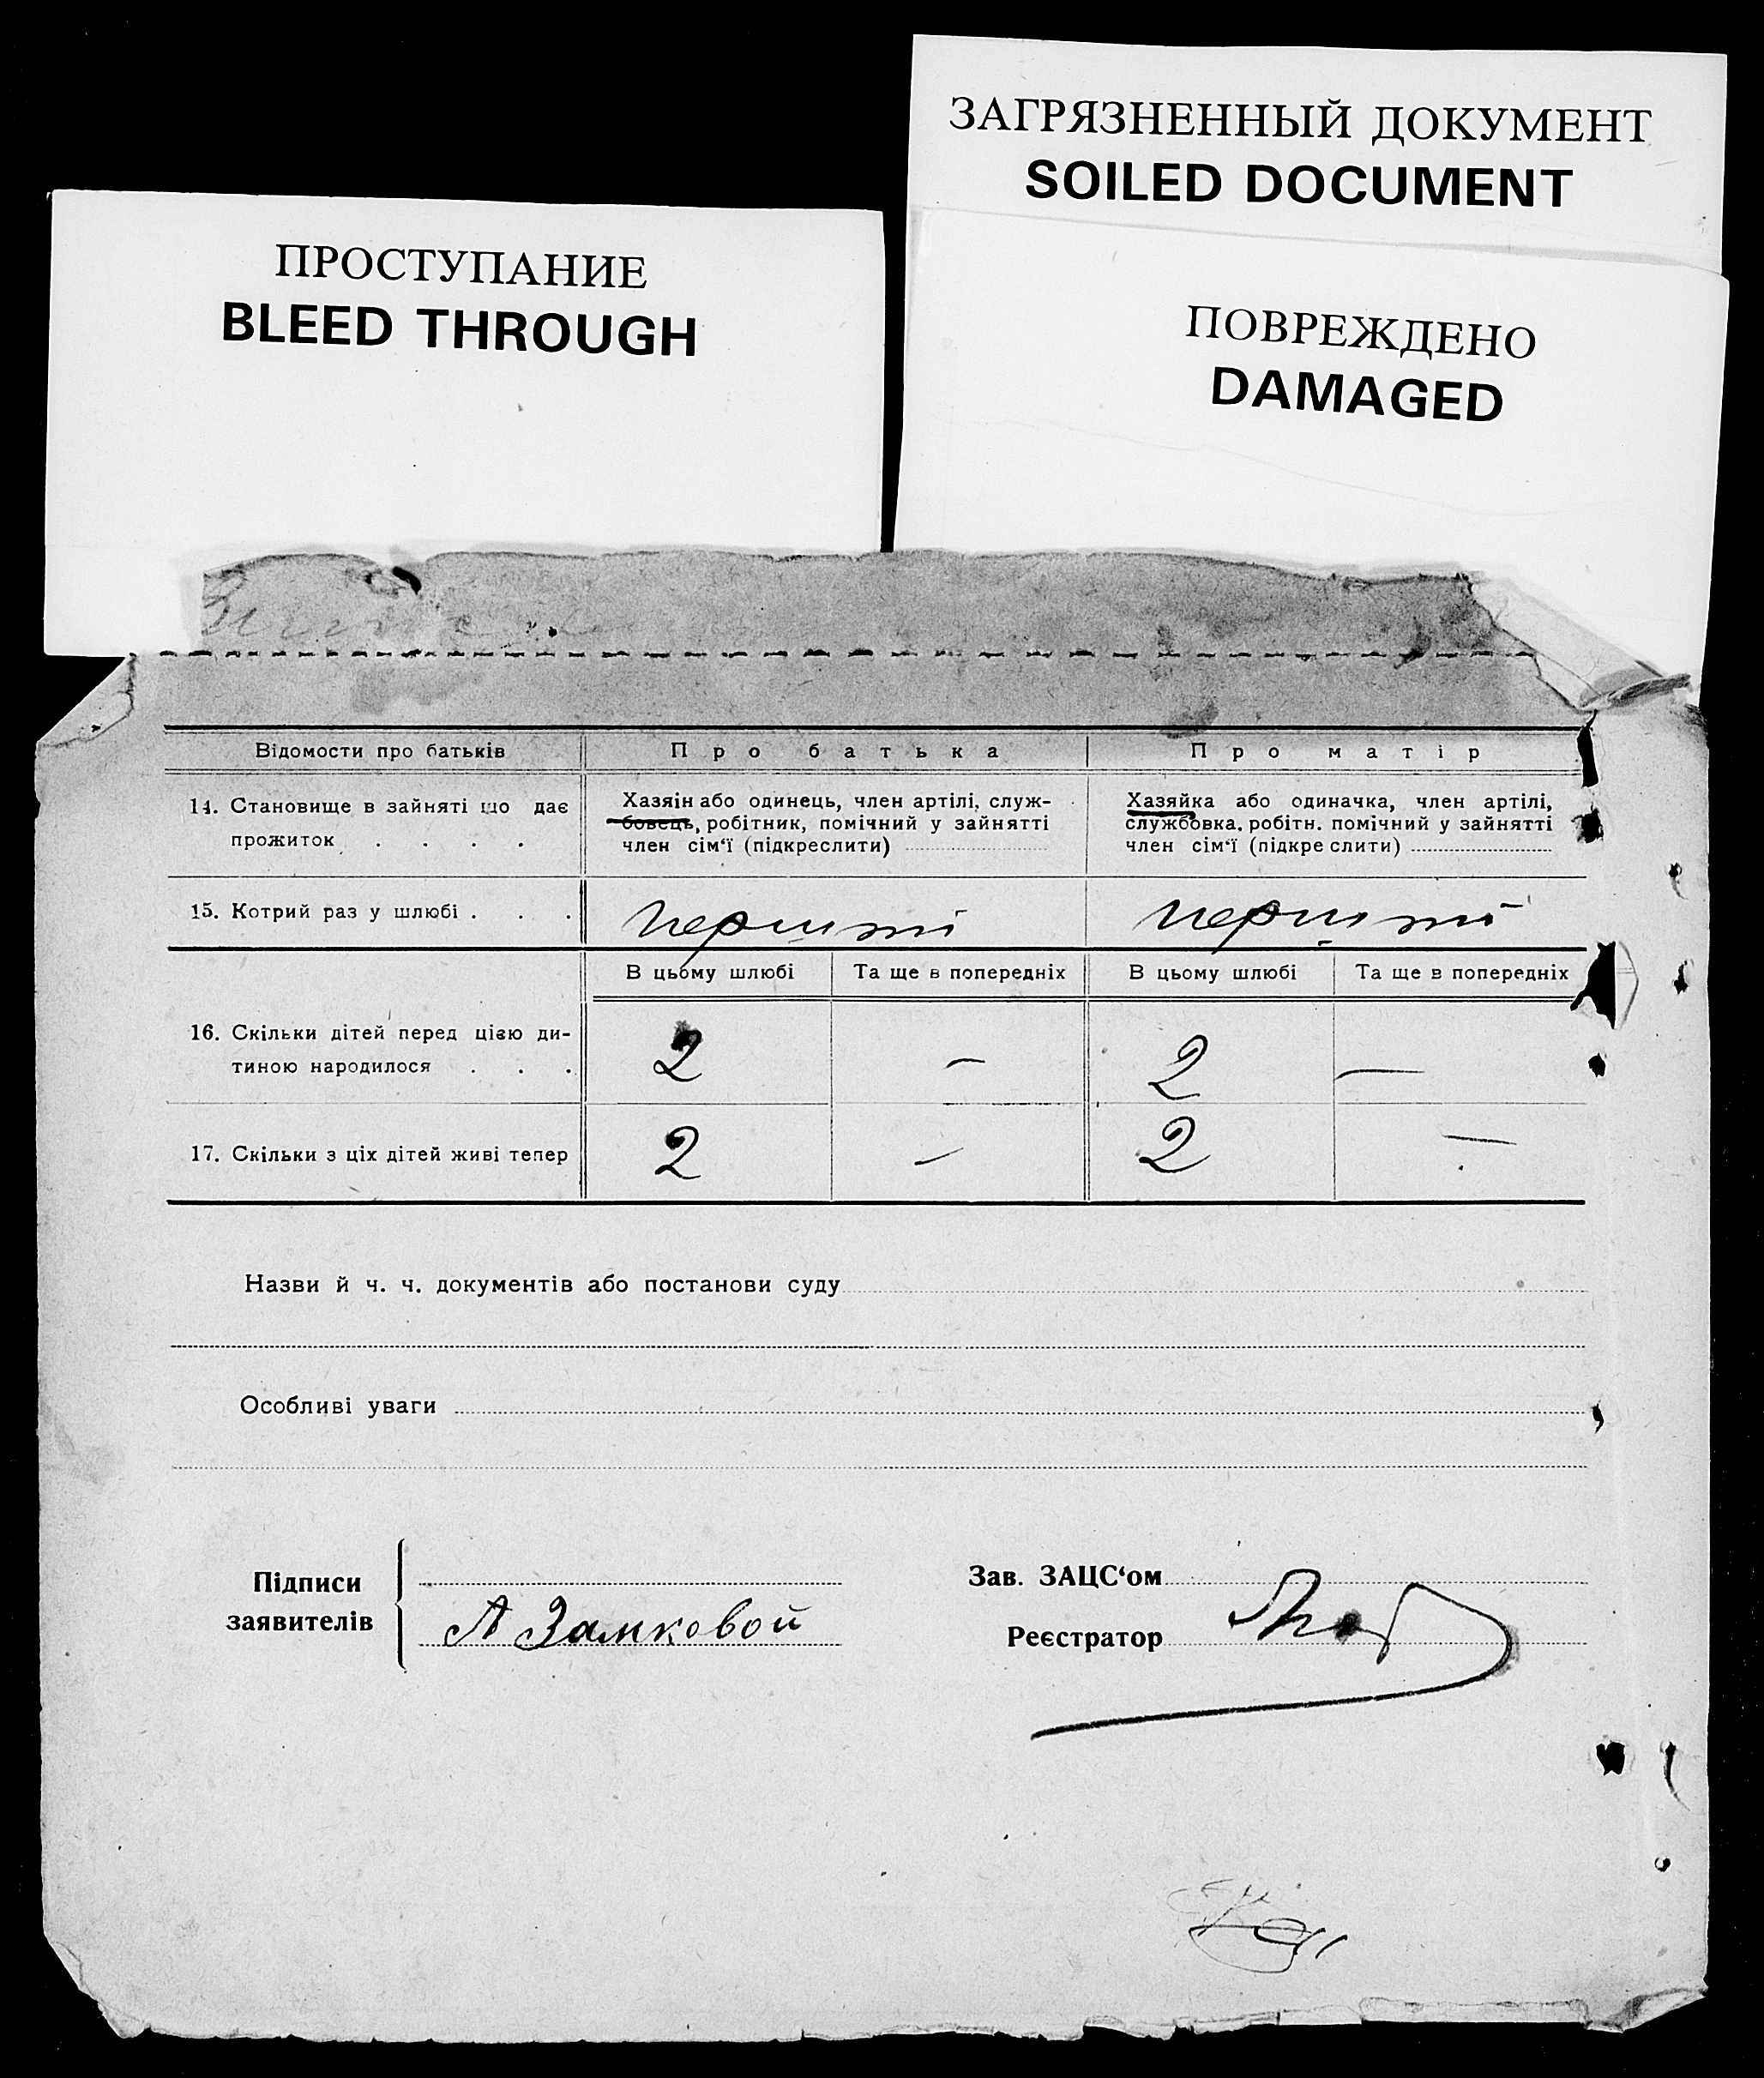 ЗАГРЯЗНЕННЫЙ ДОКУМЕНТ
SOILED DOCUMENT
ПРОСТУПАНИЕ
BLEED THROUGH
ПОВРЕЖДЕНО
DAMAGED
Відомости про батьків Про батька Про матір
14. Становище в зайняті що дає
прожиток . . . .
Хазяїн або одинець, член артілі, служ-
бовець, робітник, помічний у зайнятті
член сім‘ї (підкреслити)
Хазяйка або одиначка, член артілі,
службовка. робітн. помічний у зайнятті
член сім‘ї (підкреслити)
15. Котрий раз у шлюбі . . . перший перший
В цьому шлюбі Та ще в попередніх В цьому шлюбі Та ще в попередніх
16. Скільки дітей перед цією ди-
тиною народилося . . . 2 – 2 —
17. Скільки з ціх дітей живі тепер 2 – 2 —
Назви й ч. ч. документів або постанови суду
Особливі уваги
Підписи
заявителів
А Замковой
Зав. ЗАЦС‘ом
Реєстратор